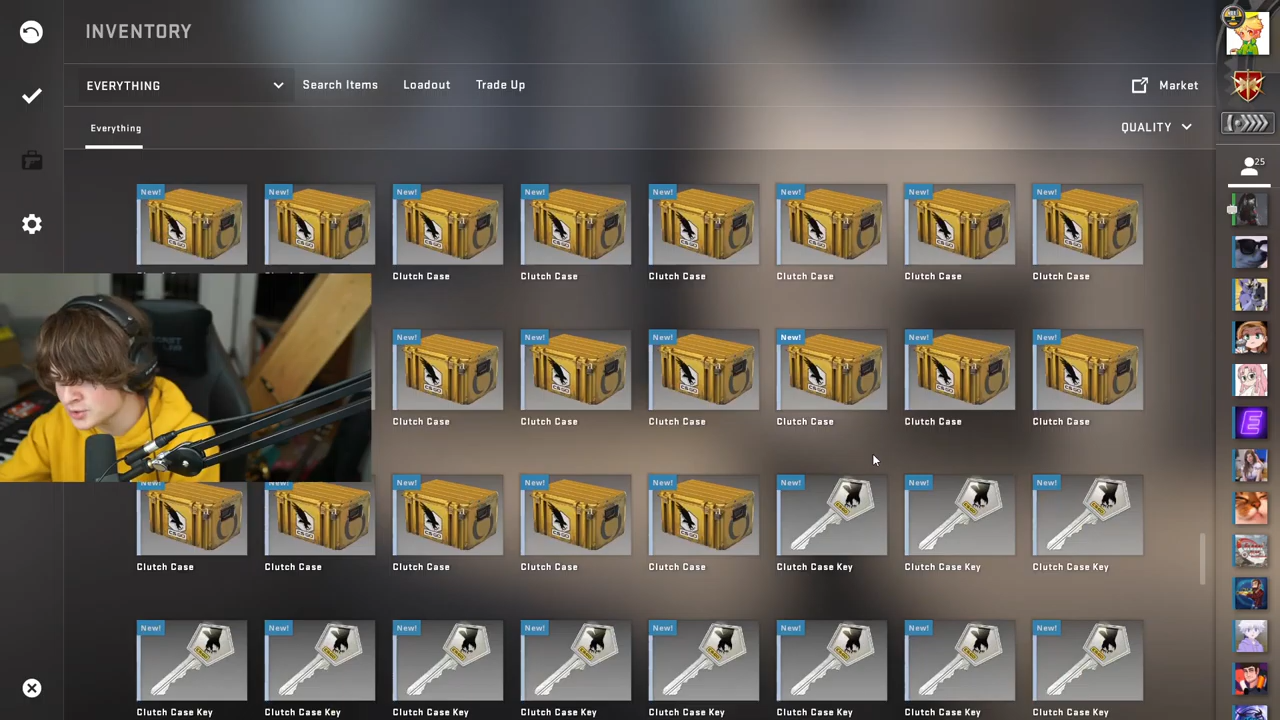 INVENTORY
EVERYTHING Search Items Loadout Trade Up Market
Everything QUALITY
25
New! New! New! New! New! New! New! New!
Clutch Case Clutch Case Clutch Case Clutch Case Clutch Case Clutch Case
New! New! New! New! New! New!
Clutch Case Clutch Case Clutch Case Clutch Case Clutch Case Clutch Case
New! New! New! New! New! New! New! New!
Clutch Case Clutch Case Clutch Case Clutch Case Clutch Case Clutch Case Key Clutch Case Key Clutch Case Key
New! New! New! New! New! New! New! New!
Clutch Case Key Clutch Case Key Clutch Case Key Clutch Case Key Clutch Case Key Clutch Case Key Clutch Case Key Clutch Case Key